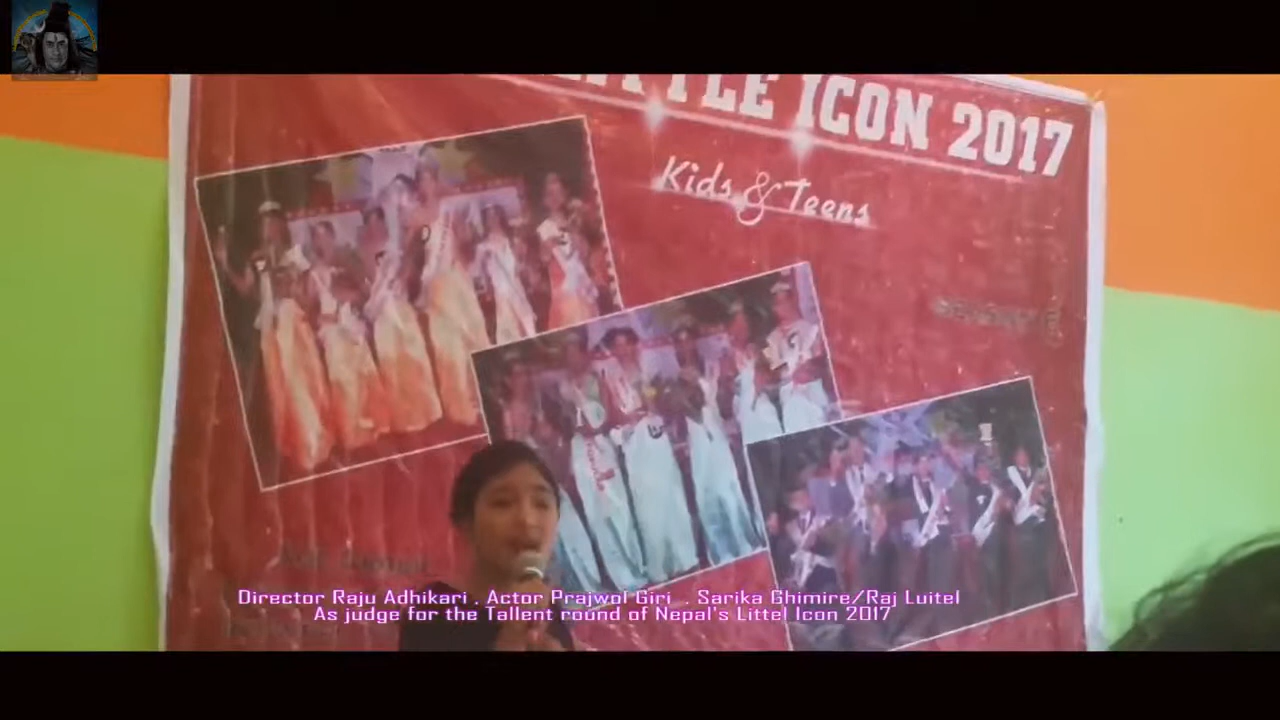 LITTLE ICON 2017
Kids & Teens
Director Raju Adhikari . Actor Prajwol Giri . Sarika Ghimire/Raj Luitel
As judge for the Tallent round of Nepal's Littel Icon 2017